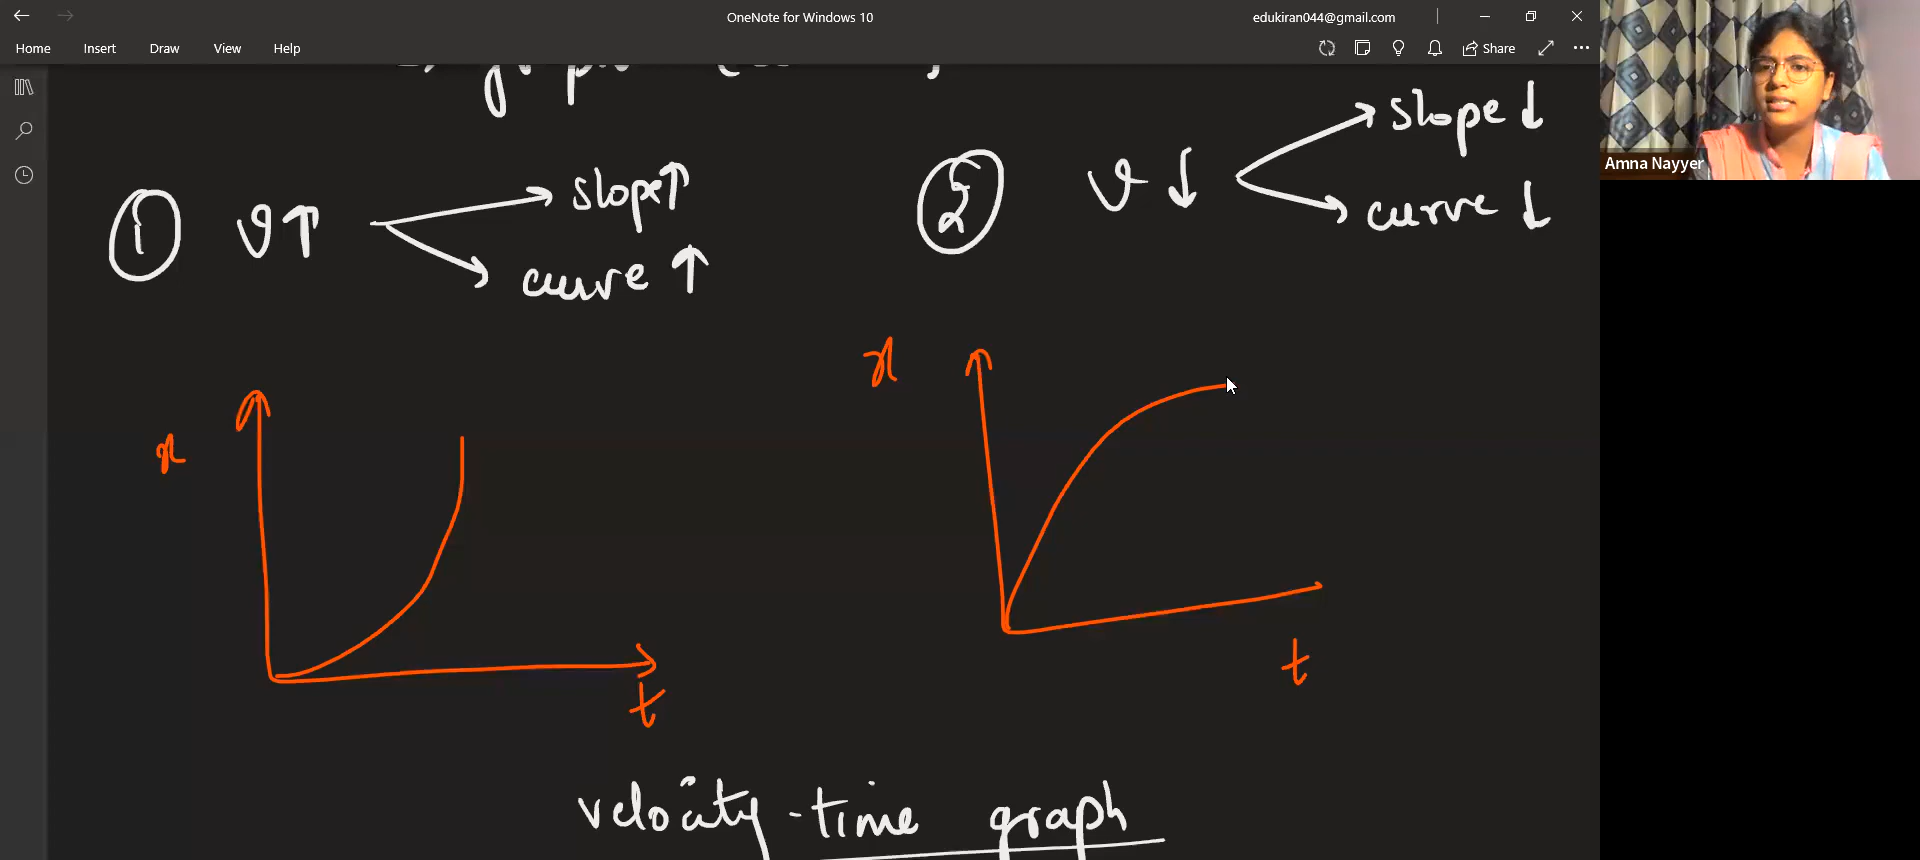 OneNote for Windows 10
edukiran044@gmail.com
Home Insert Draw View Help
Share
Amna Nayyer
① v↑ → slope↑
→ curve ↑
② v ↓ → slope ↓
→ curve ↓
x
t
x
t
velocity-time graph